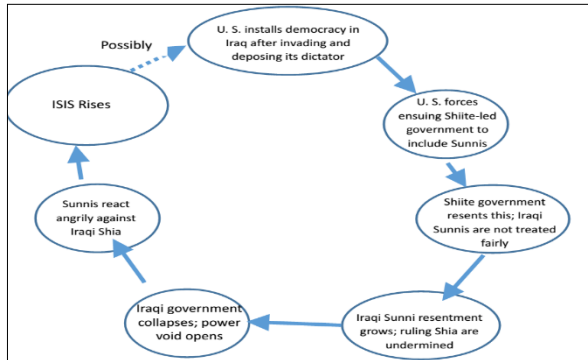 Possibly
U. S. installs democracy in
Iraq after invading and
deposing its dictator
U. S. forces
ensuing Shiite-led
government to
include Sunnis
Shiite government
resents this; Iraqi
Sunnis are not treated
fairly
Iraqi Sunni resentment
grows; ruling Shia are
undermined
Iraqi government
collapses; power
void opens
Sunnis react
angrily against
Iraqi Shia
ISIS Rises